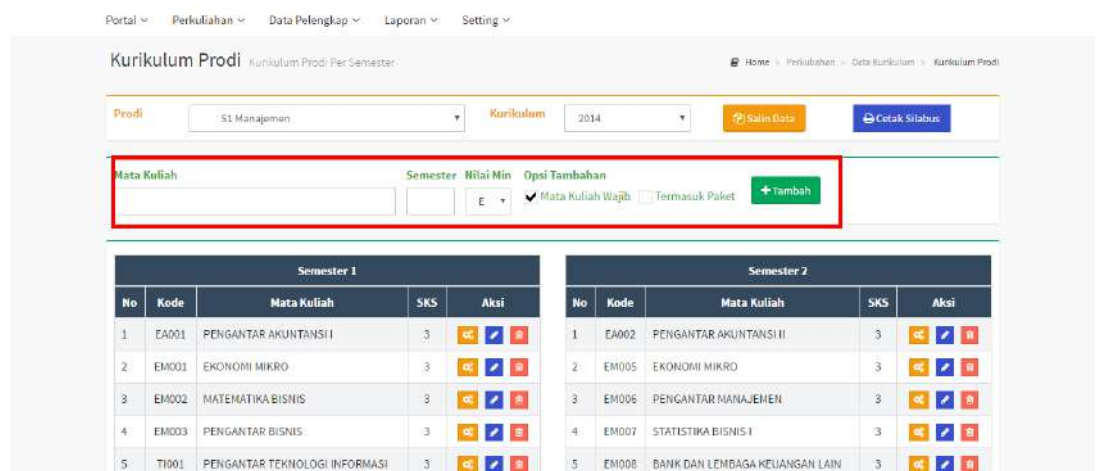 Portal Perkuliahan Data Pelengkap Laporan Setting
Kurikulum Prodi Kurikulum Prodi Per Semester Home > Perkuliahan > Data Kurikulum > Kurikulum Prodi
Prodi S1 Manajemen Kurikulum 2014 Salin Data Cetak Silabus
Mata Kuliah Semester Nilai Min Opsi Tambahan
E Mata Kuliah Wajib Termasuk Paket +Tambah
Semester 1
No Kode Mata Kuliah SKS Aksi
1 EA001 PENGANTAR AKUNTANSI I 3
2 EM001 EKONOMI MIKRO 3
3 EM002 MATEMATIKA BISNIS 3
4 EM003 PENGANTAR BISNIS 3
5 TI001 PENGANTAR TEKNOLOGI INFORMASI 3
Semester 2
No Kode Mata Kuliah SKS Aksi
1 EA002 PENGANTAR AKUNTANSI II 3
2 EM005 EKONOMI MIKRO 3
3 EM006 PENGANTAR MANAJEMEN 3
4 EM007 STATISTIKA BISNIS I 3
5 EM008 BANK DAN LEMBAGA KEUANGAN LAIN 3